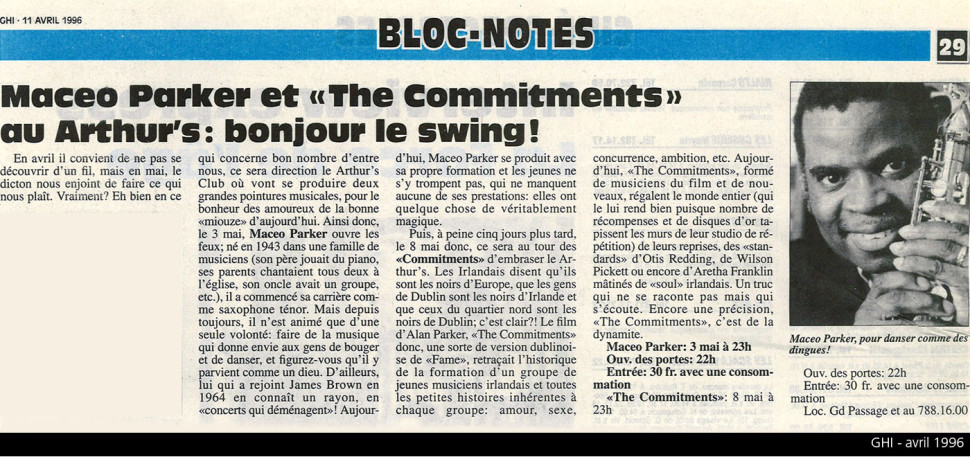 GHI · 11 AVRIL 1996
BLOC-NOTES
29
Maceo Parker et «The Commitments»
au Arthur's: bonjour le swing!
En avril il convient de ne pas se
découvrir d'un fil, mais en mai, le
dicton nous enjoint de faire ce qui
nous plaît. Vraiment? Eh bien en ce
qui concerne bon nombre d'entre
nous, ce sera direction le Arthur's
Club où vont se produire deux
grandes pointures musicales, pour le
bonheur des amoureux de la bonne
«miouze» d'aujourd'hui. Ainsi donc,
le 3 mai, Maceo Parker ouvre les
feux; né en 1943 dans une famille de
musiciens (son père jouait du piano,
ses parents chantaient tous deux à
l'église, son oncle avait un groupe,
etc.), il a commencé sa carrière com-
me saxophone ténor. Mais depuis
toujours, il n'est animé que d'une
seule volonté: faire de la musique
qui donne envie aux gens de bouger
et de danser, et figurez-vous qu'il y
parvient comme un dieu. D'ailleurs,
lui qui a rejoint James Brown en
1964 en connaît un rayon, en
«concerts qui déménagent»! Aujour-
d'hui, Maceo Parker se produit avec
sa propre formation et les jeunes ne
s'y trompent pas, qui ne manquent
aucune de ses prestations: elles ont
quelque chose de véritablement
magique.
Puis, à peine cinq jours plus tard,
le 8 mai donc, ce sera au tour des
«Commitments» d'embraser le Ar-
thur's. Les Irlandais disent qu'ils
sont les noirs d'Europe, que les gens
de Dublin sont les noirs d'Irlande et
que ceux du quartier nord sont les
noirs de Dublin; c'est clair?! Le film
d'Alan Parker, «The Commitments»
donc, une sorte de version dublinoi-
se de «Fame», retraçait l'historique
de la formation d'un groupe de
jeunes musiciens irlandais et toutes
les petites histoires inhérentes à
chaque groupe: amour, sexe,
concurrence, ambition, etc. Aujour-
d'hui, «The Commitments», formé
de musiciens du film et de nou-
veaux, régalent le monde entier (qui
le lui rend bien puisque nombre de
récompenses et de disques d'or ta-
pissent les murs de leur studio de ré-
pétition) de leurs reprises, des «stan-
dards» d'Otis Redding, de Wilson
Pickett ou encore d'Aretha Franklin
mâtinés de «soul» irlandais. Un truc
qui ne se raconte pas mais qui
s'écoute. Encore une précision,
«The Commitments», c'est de la
dynamite.
Maceo Parker: 3 mai à 23h
Ouv. des portes: 22h
Entrée: 30 fr. avec une consom-
mation
«The Commitments»: 8 mai à
23h
Maceo Parker, pour danser comme des
dingues!
Ouv. des portes: 22h
Entrée: 30 fr. avec une consom-
mation
Loc. Gd Passage et au 788.16.00
GHI - avril 1996